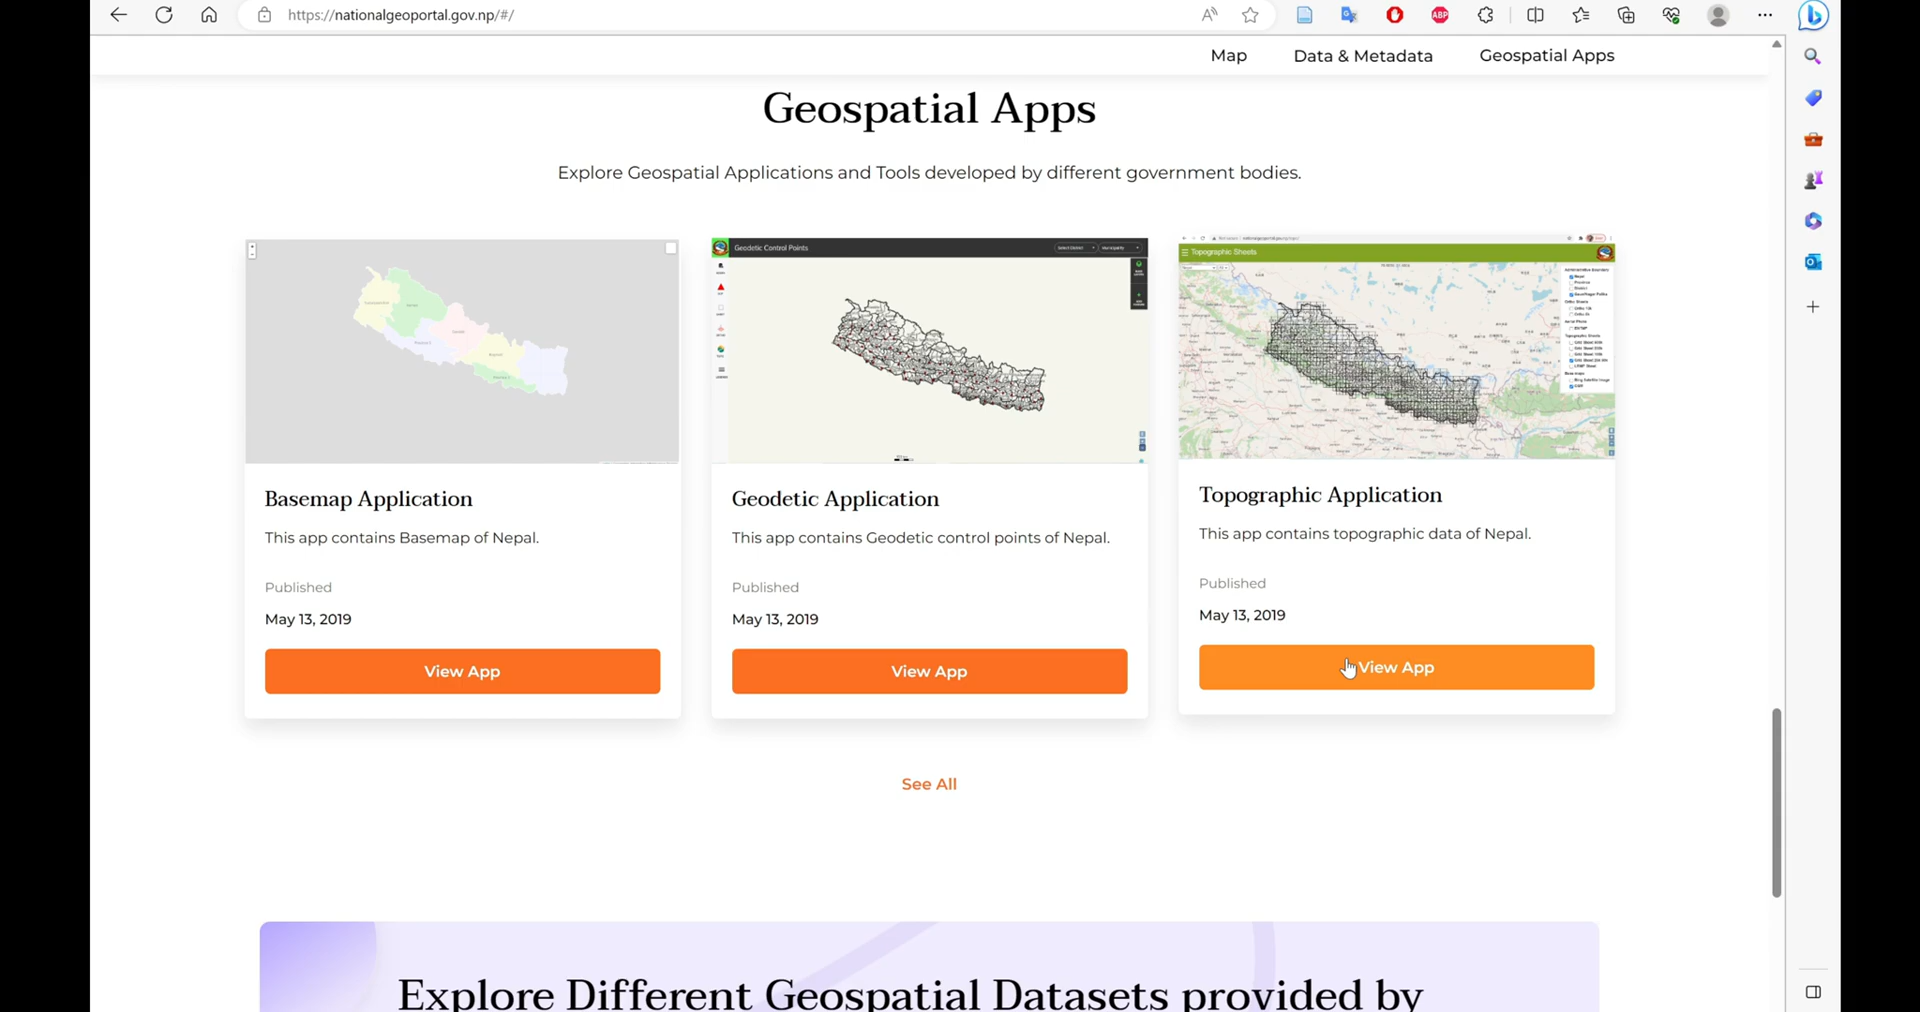 https://nationalgeoportal.gov.np/#/
Map
Data & Metadata
Geospatial Apps
Geospatial Apps
Explore Geospatial Applications and Tools developed by different government bodies.
Geodetic Control Points
Topographic Sheets
Basemap Application
This app contains Basemap of Nepal.
Published
May 13, 2019
View App
Geodetic Application
This app contains Geodetic control points of Nepal.
Published
May 13, 2019
View App
Topographic Application
This app contains topographic data of Nepal.
Published
May 13, 2019
View App
See All
Explore Different Geospatial Datasets provided by